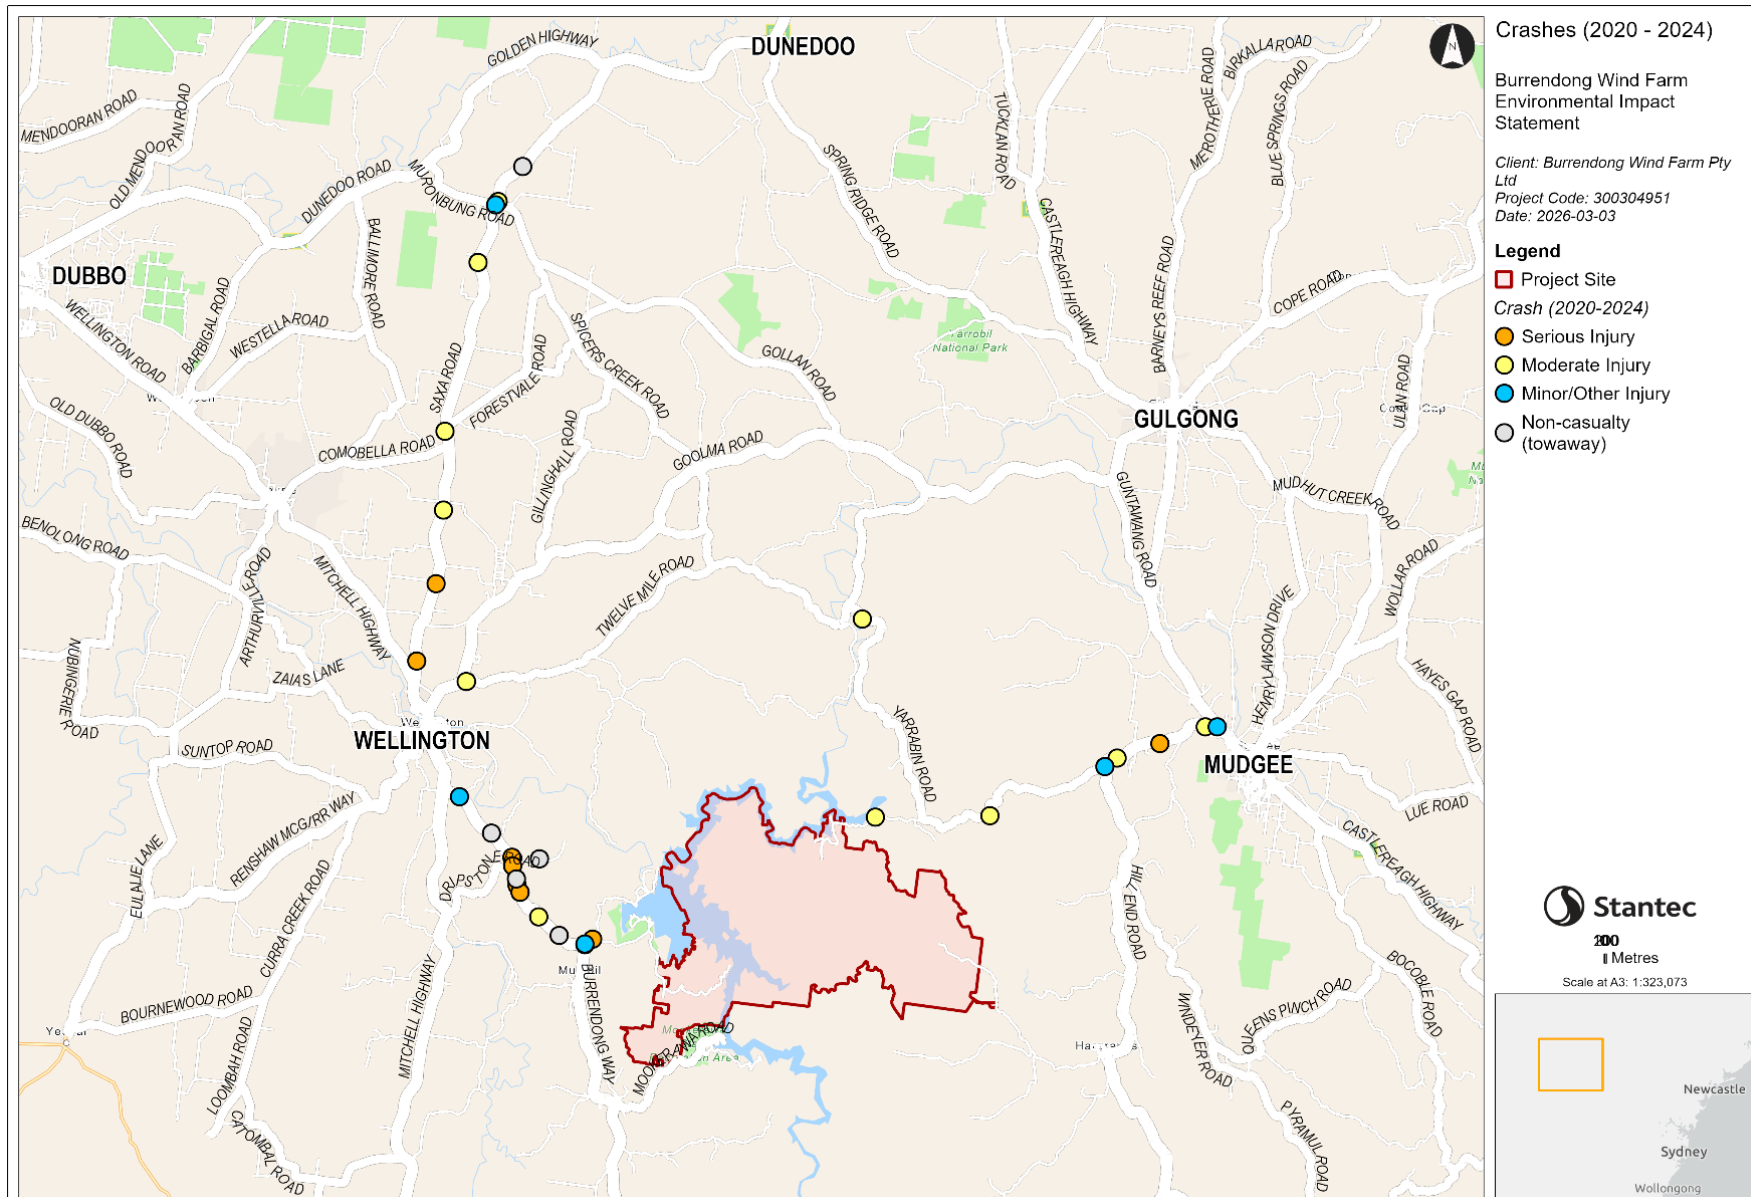 Crashes (2020 - 2024)
Burrendong Wind Farm
Environmental Impact
Statement
Client: Burrendong Wind Farm Pty
Ltd
Project Code: 300304951
Date: 2026-03-03
Legend
Project Site
Crash (2020-2024)
Serious Injury
Moderate Injury
Minor/Other Injury
Non-casualty
(towaway)
Stantec
Metres
Scale at A3: 1:323,073
Newcastle
Sydney
Wollongong
N
DUNEDOO
GOLDEN HIGHWAY
MENDOORAN ROAD
OLD MENDOORAN ROAD
DUNEDOO ROAD
MURONBUNG ROAD
TUCKLAN ROAD
MEROTHERIE ROAD
BIRKALLA ROAD
BLUE SPRINGS ROAD
SPRING RIDGE ROAD
CASTLEREAGH HIGHWAY
DUBBO
BALLIMORE ROAD
BARBIGAL ROAD
WESTELLA ROAD
WELLINGTON ROAD
BARNEYS REEF ROAD
COPE ROAD
Yarrobil
National Park
SPICERS CREEK ROAD
GOLLAN ROAD
SAXA ROAD
FORESTVALE ROAD
ULAN ROAD
OLD DUBBO ROAD
GULGONG
COMOBELLA ROAD
GOOLMA ROAD
GILLINGHALL ROAD
GUNTAWANG ROAD
MUDHUT CREEK ROAD
BENOLONG ROAD
MITCHELL HIGHWAY
ARTHURVILLE ROAD
TWELVE MILE ROAD
WOLLAR ROAD
HENRY LAWSON DRIVE
NUBINGERIE ROAD
ZAIAS LANE
HAYES GAP ROAD
YARRABIN ROAD
WELLINGTON
SUNTOP ROAD
MUDGEE
LUE ROAD
EULALIE LANE
CURRA CREEK ROAD
DRIPSTONE ROAD
CASTLEREAGH HIGHWAY
HILL END ROAD
BURRENDONG WAY
BOURNEWOOD ROAD
MITCHELL HIGHWAY
LOOMBAH ROAD
CATOMBAL ROAD
WINDEYER ROAD
BOCOBLE ROAD
PYRAMUL ROAD